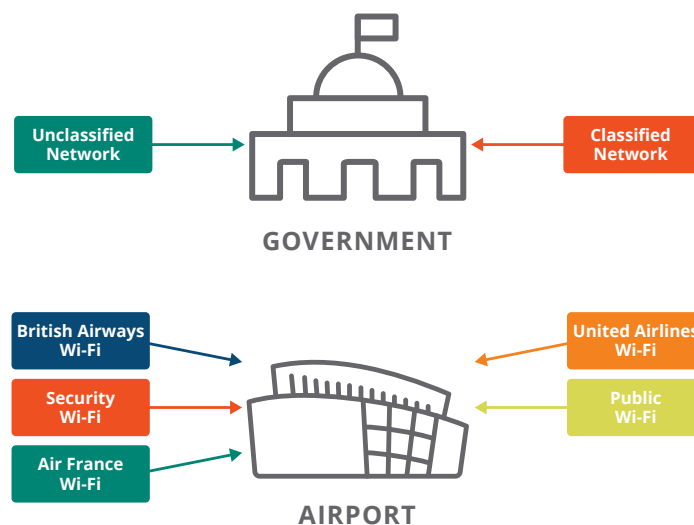 Unclassified
Network
Classified
Network
GOVERNMENT
British Airways
Wi-Fi
United Airlines
Wi-Fi
Security
Wi-Fi
Public
Wi-Fi
Air France
Wi-Fi
AIRPORT